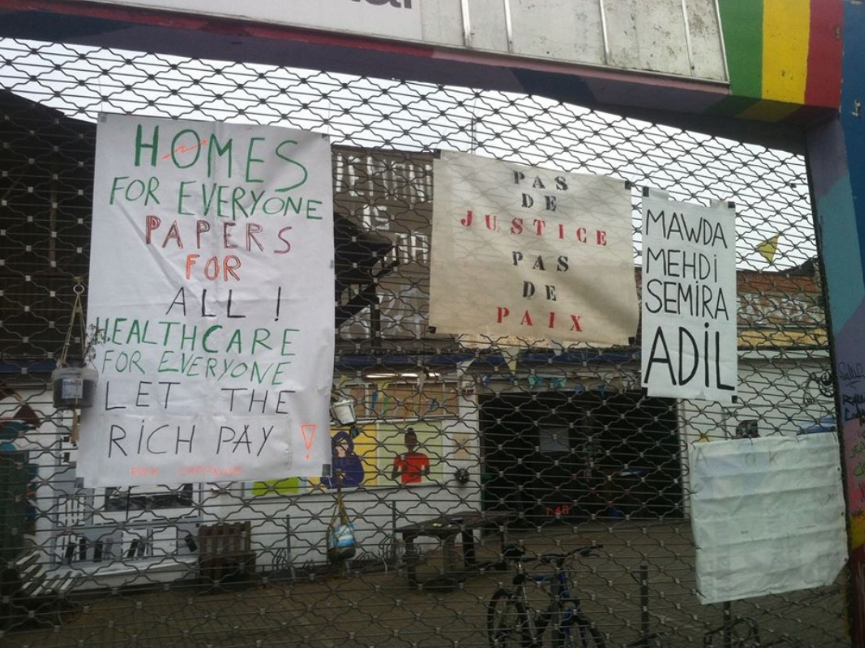 HOMES
FOR EVERYONE
PAPERS
FOR
ALL !
HEALTHCARE
FOR EVERYONE
LET THE
RICH PAY !
PAS
DE
JUSTICE
PAS
DE
PAIX
MAWDA
MEHDI
SEMIRA
ADIL